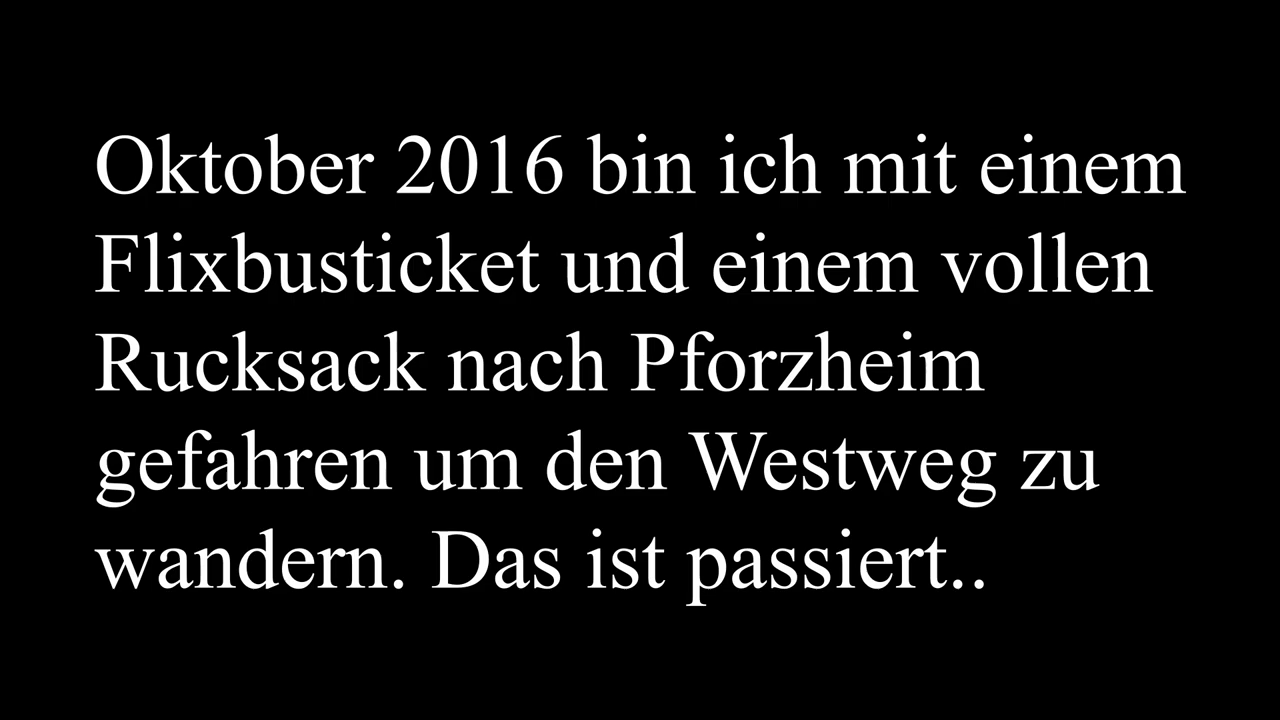 Oktober 2016 bin ich mit einem
Flixbusticket und einem vollen
Rucksack nach Pforzheim
gefahren um den Westweg zu
wandern. Das ist passiert..